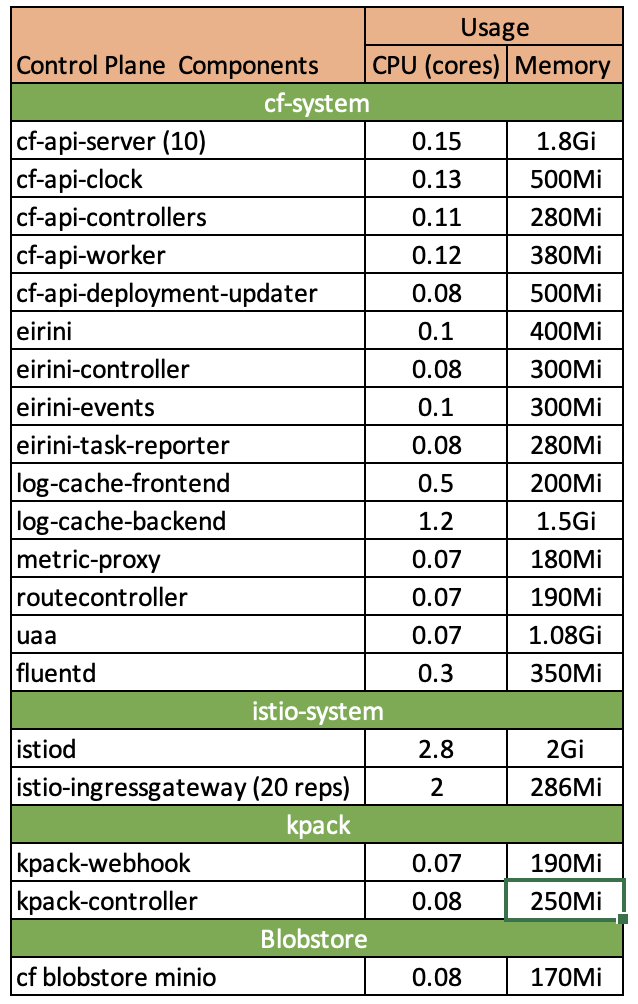 Usage
Control Plane  Components CPU (cores) Memory
cf-system
cf-api-server (10) 0.15 1.8Gi
cf-api-clock 0.13 500Mi
cf-api-controllers 0.11 280Mi
cf-api-worker 0.12 380Mi
cf-api-deployment-updater 0.08 500Mi
eirini 0.1 400Mi
eirini-controller 0.08 300Mi
eirini-events 0.1 300Mi
eirini-task-reporter 0.08 280Mi
log-cache-frontend 0.5 200Mi
log-cache-backend 1.2 1.5Gi
metric-proxy 0.07 180Mi
routecontroller 0.07 190Mi
uaa 0.07 1.08Gi
fluentd 0.3 350Mi
istio-system
istiod 2.8 2Gi
istio-ingressgateway (20 reps) 2 286Mi
kpack
kpack-webhook 0.07 190Mi
kpack-controller 0.08 250Mi
Blobstore
cf blobstore minio 0.08 170Mi